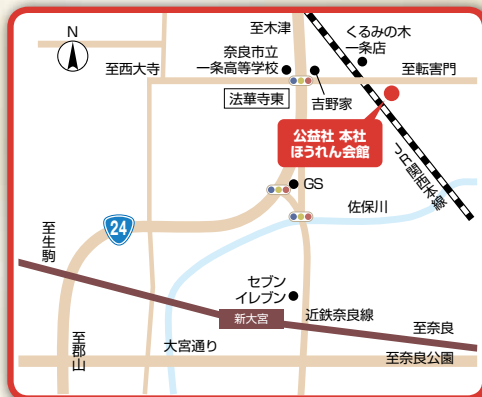 N
至木津
くるみの木
一条店
奈良市立
一条高等学校
至西大寺
至転害門
法華寺東
吉野家
公益社 本社
ほうれん会館
JR関西本線
GS
佐保川
24
至生駒
セブン
イレブン
新大宮
近鉄奈良線
至奈良
大宮通り
至郡山
至奈良公園